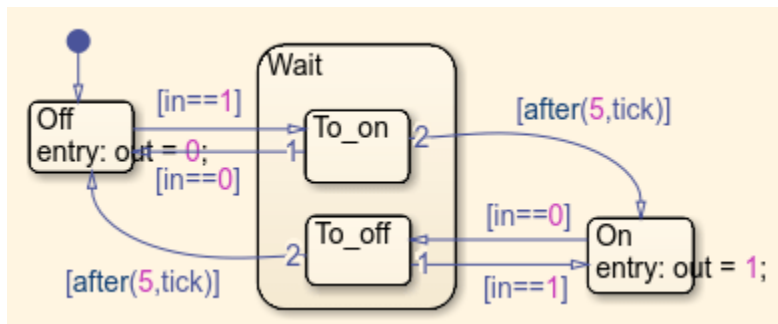 Wait
[in==1]
[after(5,tick)]
Off
entry: out = 0;
To_on
2
1
[in==0]
To_off
[in==0]
On
entry: out = 1;
2
1
[after(5,tick)]
[in==1]